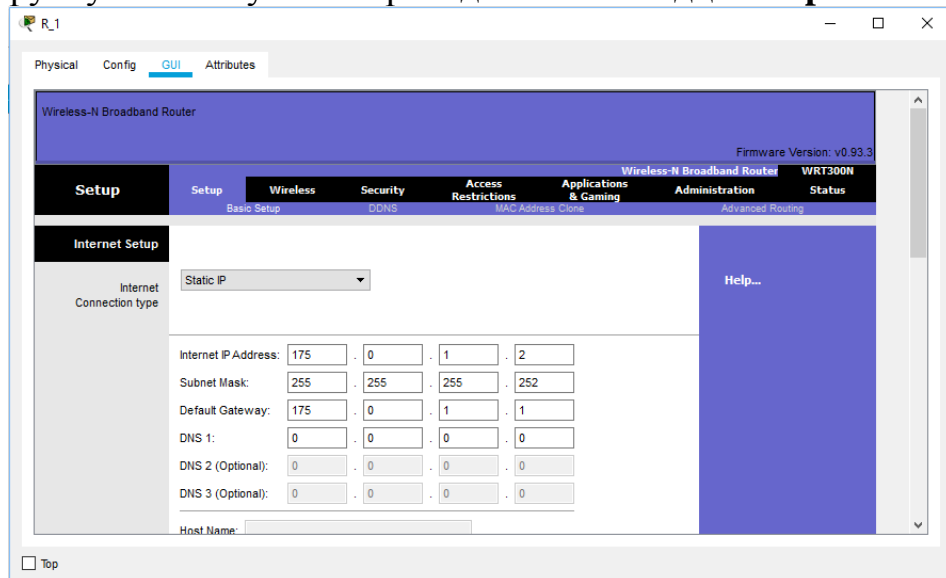 R_1
Physical Config GUI Attributes
Wireless-N Broadband Router
Firmware Version: v0.93.3
Wireless-N Broadband Router WRT300N
Setup
Setup Wireless Security Access Restrictions Applications & Gaming Administration Status
Basic Setup DDNS MAC Address Clone Advanced Routing
Internet Setup
Internet Connection type
Static IP
Help...
Internet IP Address: 175 . 0 . 1 . 2
Subnet Mask: 255 . 255 . 255 . 252
Default Gateway: 175 . 0 . 1 . 1
DNS 1: 0 . 0 . 0 . 0
DNS 2 (Optional): 0 . 0 . 0 . 0
DNS 3 (Optional): 0 . 0 . 0 . 0
Host Name:
Top